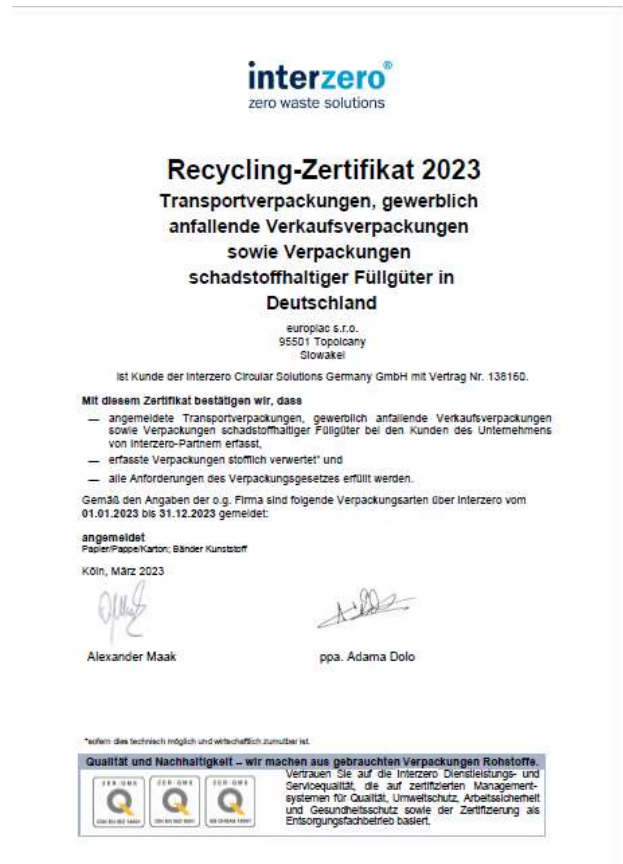 interzero®
zero waste solutions
Recycling-Zertifikat 2023
Transportverpackungen, gewerblich
anfallende Verkaufsverpackungen
sowie Verpackungen
schadstoffhaltiger Füllgüter in
Deutschland
europlac s.r.o.
95501 Topolcany
Slowakei
ist Kunde der Interzero Circular Solutions Germany GmbH mit Vertrag Nr. 138160.
Mit diesem Zertifikat bestätigen wir, dass
— angemeldete Transportverpackungen, gewerblich anfallende Verkaufsverpackungen
sowie Verpackungen schadstoffhaltiger Füllgüter bei den Kunden des Unternehmens
von Interzero-Partnern erfasst,
— erfasste Verpackungen stofflich verwertet* und
— alle Anforderungen des Verpackungsgesetzes erfüllt werden.
Gemäß den Angaben der o.g. Firma sind folgende Verpackungsarten über Interzero vom
01.01.2023 bis 31.12.2023 gemeldet:
angemeldet
Papier/Pappe/Karton; Bänder Kunststoff
Köln, März 2023
Alexander Maak
ppa. Adama Dolo
*sofern dies technisch möglich und wirtschaftlich zumutbar ist.
Qualität und Nachhaltigkeit – wir machen aus gebrauchten Verpackungen Rohstoffe.
Vertrauen Sie auf die Interzero Dienstleistungs- und
Servicequalität, die auf zertifizierten Management-
systemen für Qualität, Umweltschutz, Arbeitssicherheit
und Gesundheitsschutz sowie der Zertifizierung als
Entsorgungsfachbetrieb basiert.